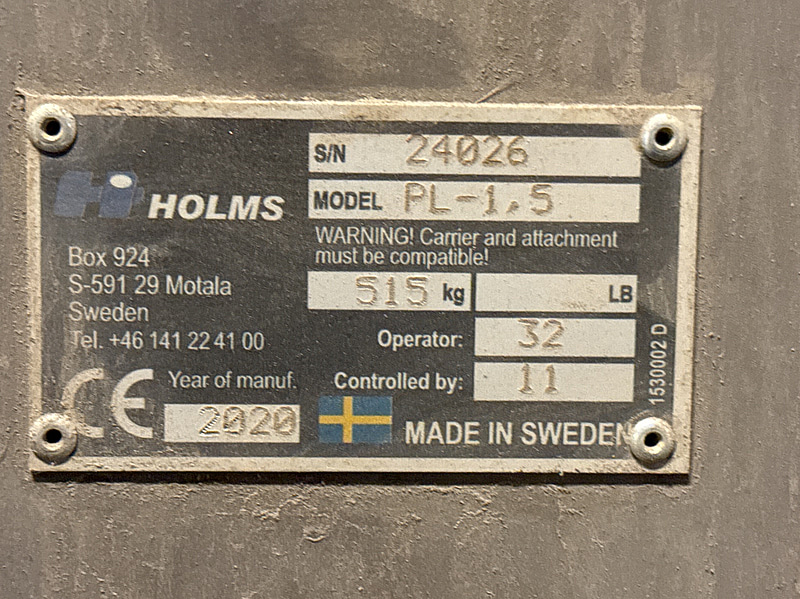 S/N 24026
HOLMS
MODEL PL-1.5
WARNING! Carrier and attachment
must be compatible!
Box 924
S-591 29 Motala
Sweden
Tel. +46 141 22 41 00
515 kg
LB
Operator: 32
Controlled by: 11
CE
Year of manuf.
2020
MADE IN SWEDEN
1530002 D